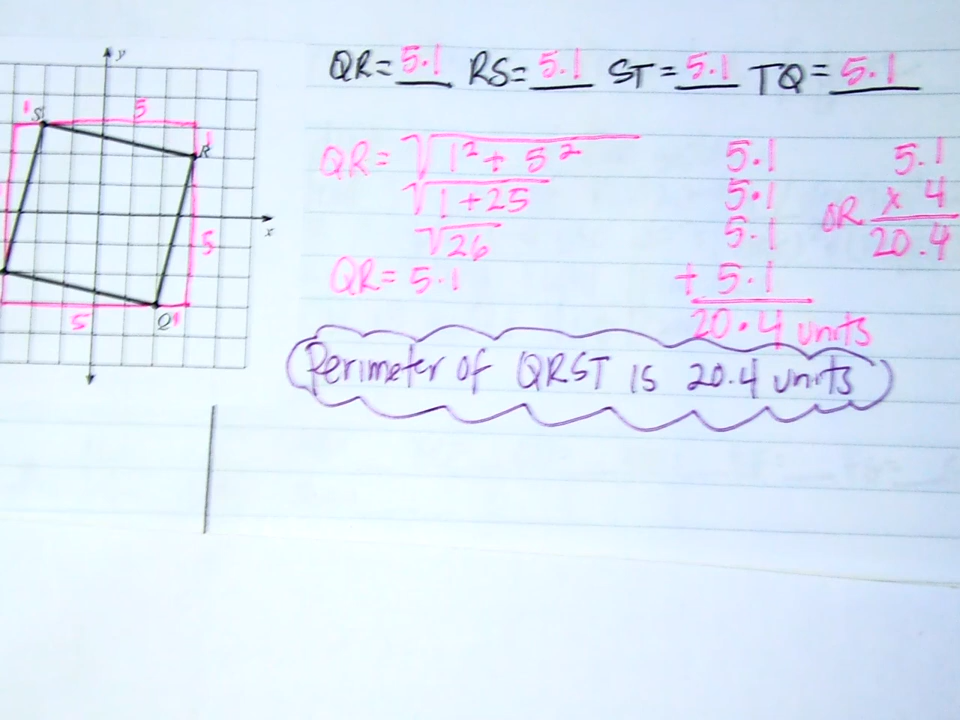 QR = 5.1 RS = 5.1 ST = 5.1 TQ = 5.1
y
1 S 5
1
R
x
5
5
Q 1
QR = √1² + 5²
√1 + 25
√26
QR = 5.1
5.1
5.1
5.1
+ 5.1
20.4 units
OR
5.1
x 4
20.4
Perimeter of QRST is 20.4 units